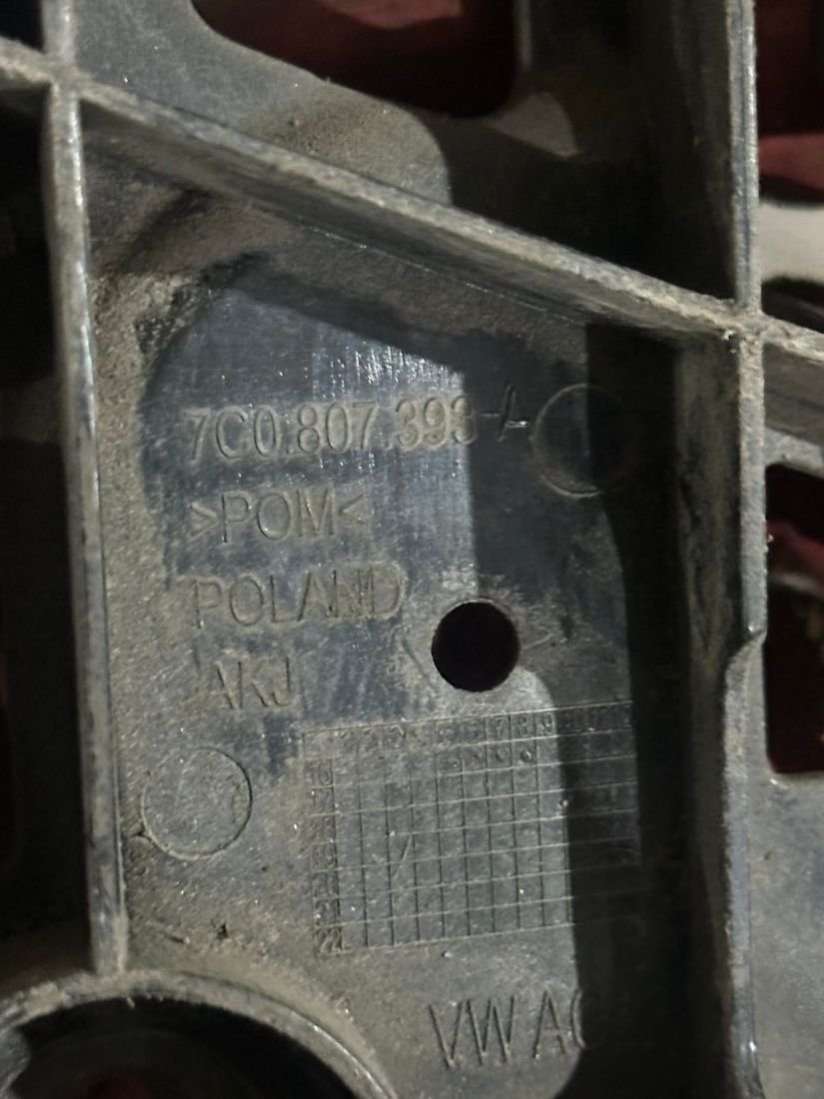 7C0.807.393-A
>POM<
POLAND
AKJ
VW AG